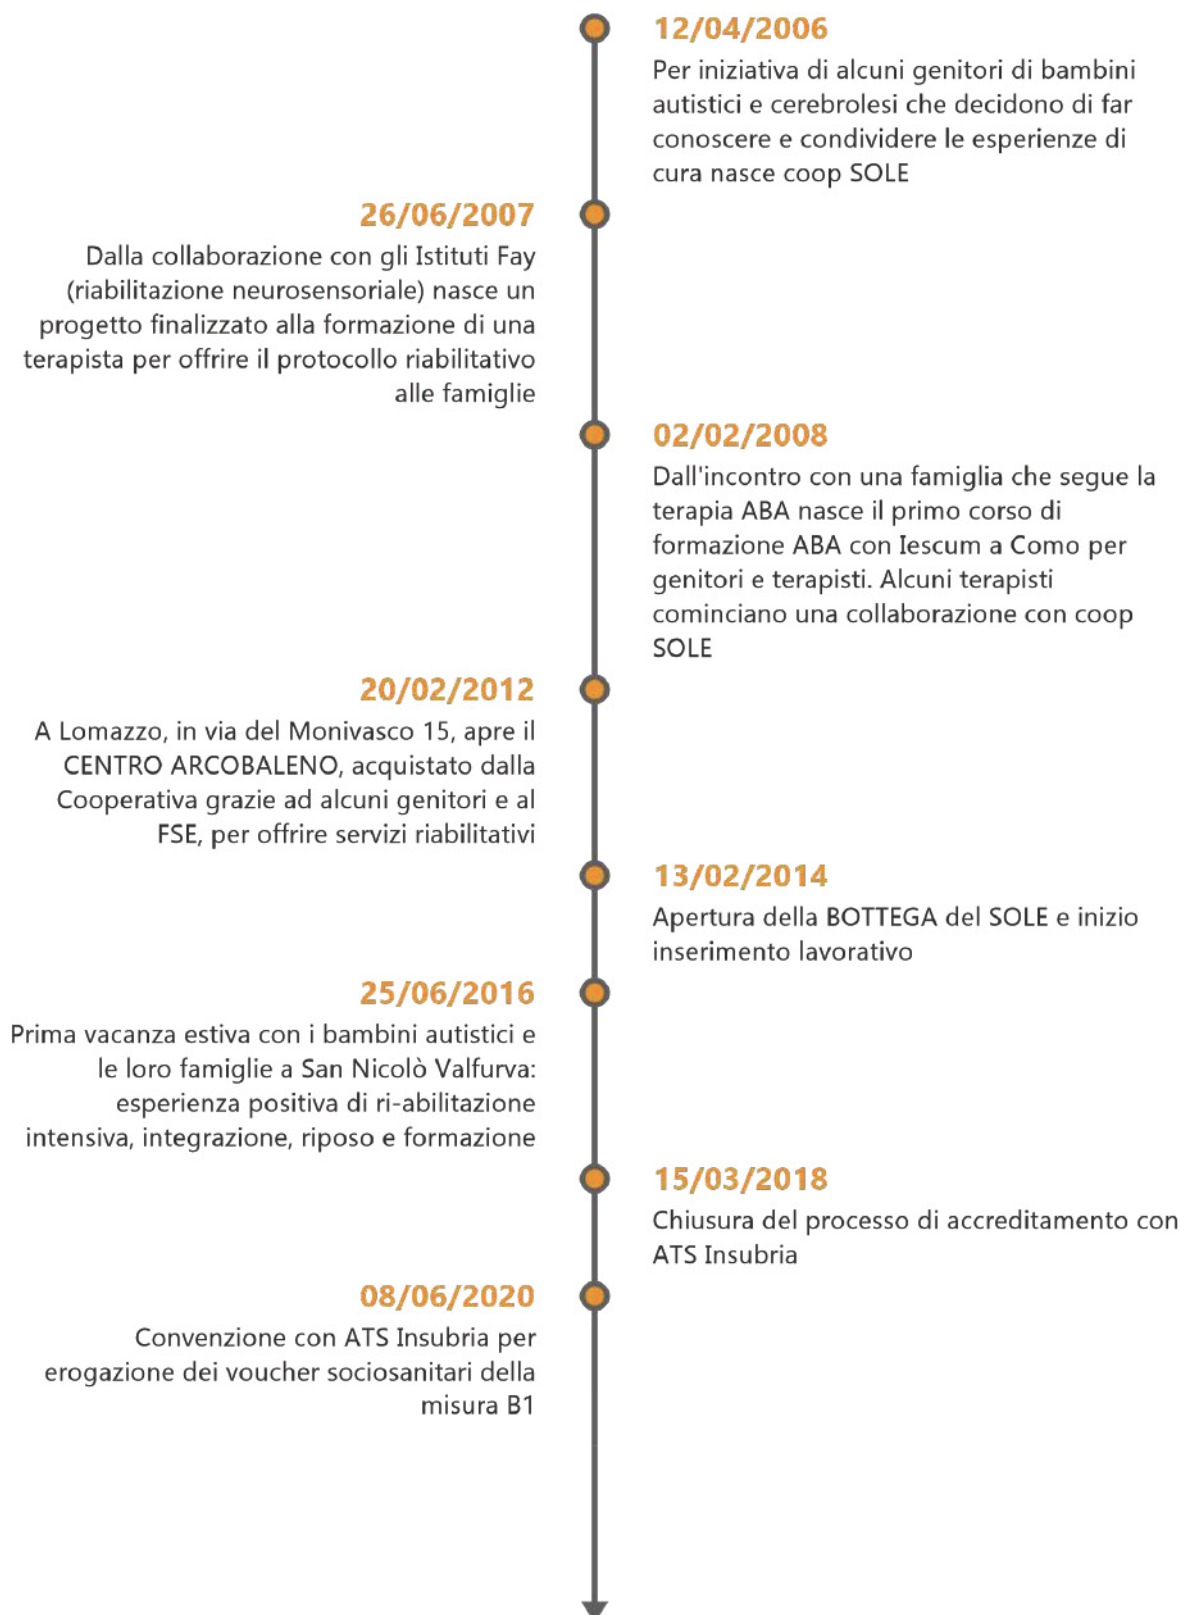 12/04/2006
Per iniziativa di alcuni genitori di bambini
autistici e cerebrolesi che decidono di far
conoscere e condividere le esperienze di
cura nasce coop SOLE
26/06/2007
Dalla collaborazione con gli Istituti Fay
(riabilitazione neurosensoriale) nasce un
progetto finalizzato alla formazione di una
terapista per offrire il protocollo riabilitativo
alle famiglie
02/02/2008
Dall'incontro con una famiglia che segue la
terapia ABA nasce il primo corso di
formazione ABA con Iescum a Como per
genitori e terapisti. Alcuni terapisti
cominciano una collaborazione con coop
SOLE
20/02/2012
A Lomazzo, in via del Monivasco 15, apre il
CENTRO ARCOBALENO, acquistato dalla
Cooperativa grazie ad alcuni genitori e al
FSE, per offrire servizi riabilitativi
13/02/2014
Apertura della BOTTEGA del SOLE e inizio
inserimento lavorativo
25/06/2016
Prima vacanza estiva con i bambini autistici e
le loro famiglie a San Nicolò Valfurva:
esperienza positiva di ri-abilitazione
intensiva, integrazione, riposo e formazione
15/03/2018
Chiusura del processo di accreditamento con
ATS Insubria
08/06/2020
Convenzione con ATS Insubria per
erogazione dei voucher sociosanitari della
misura B1